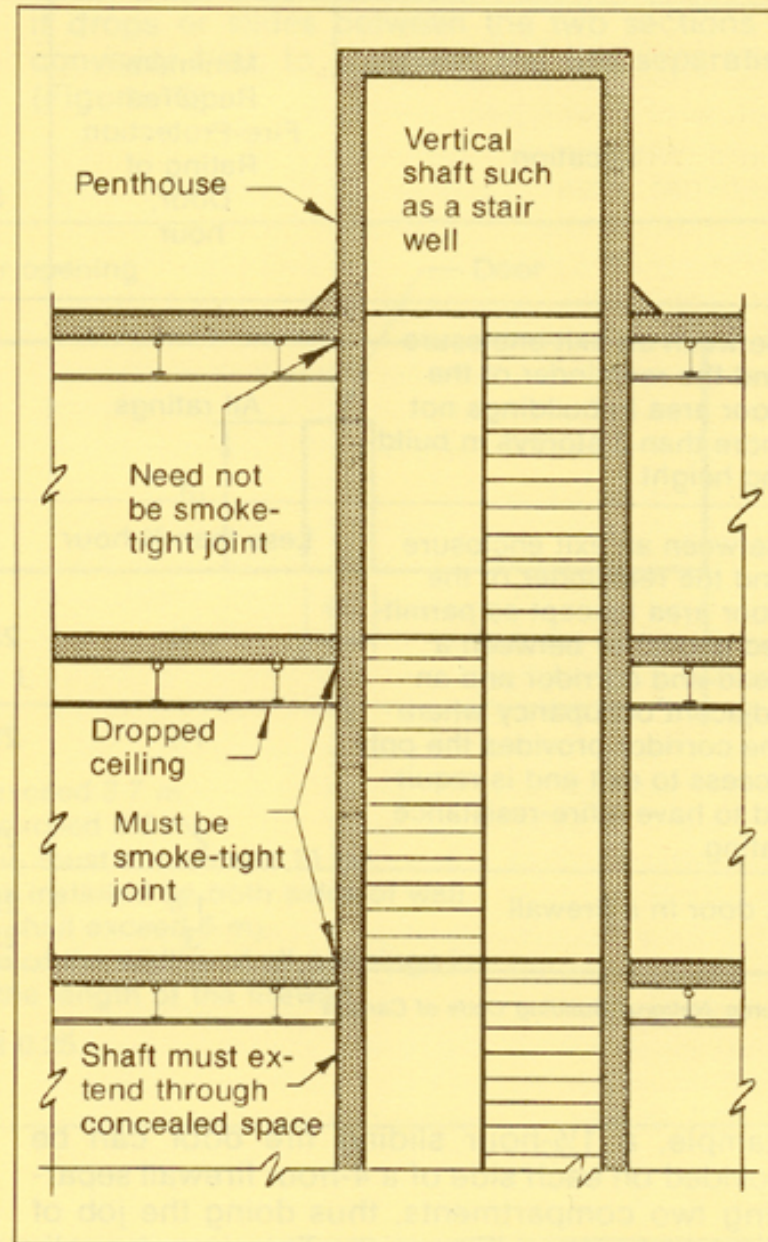 Vertical
shaft such
as a stair
well
Penthouse
Need not
be smoke-
tight joint
Dropped
ceiling
Must be
smoke-tight
joint
Shaft must ex-
tend through
concealed space